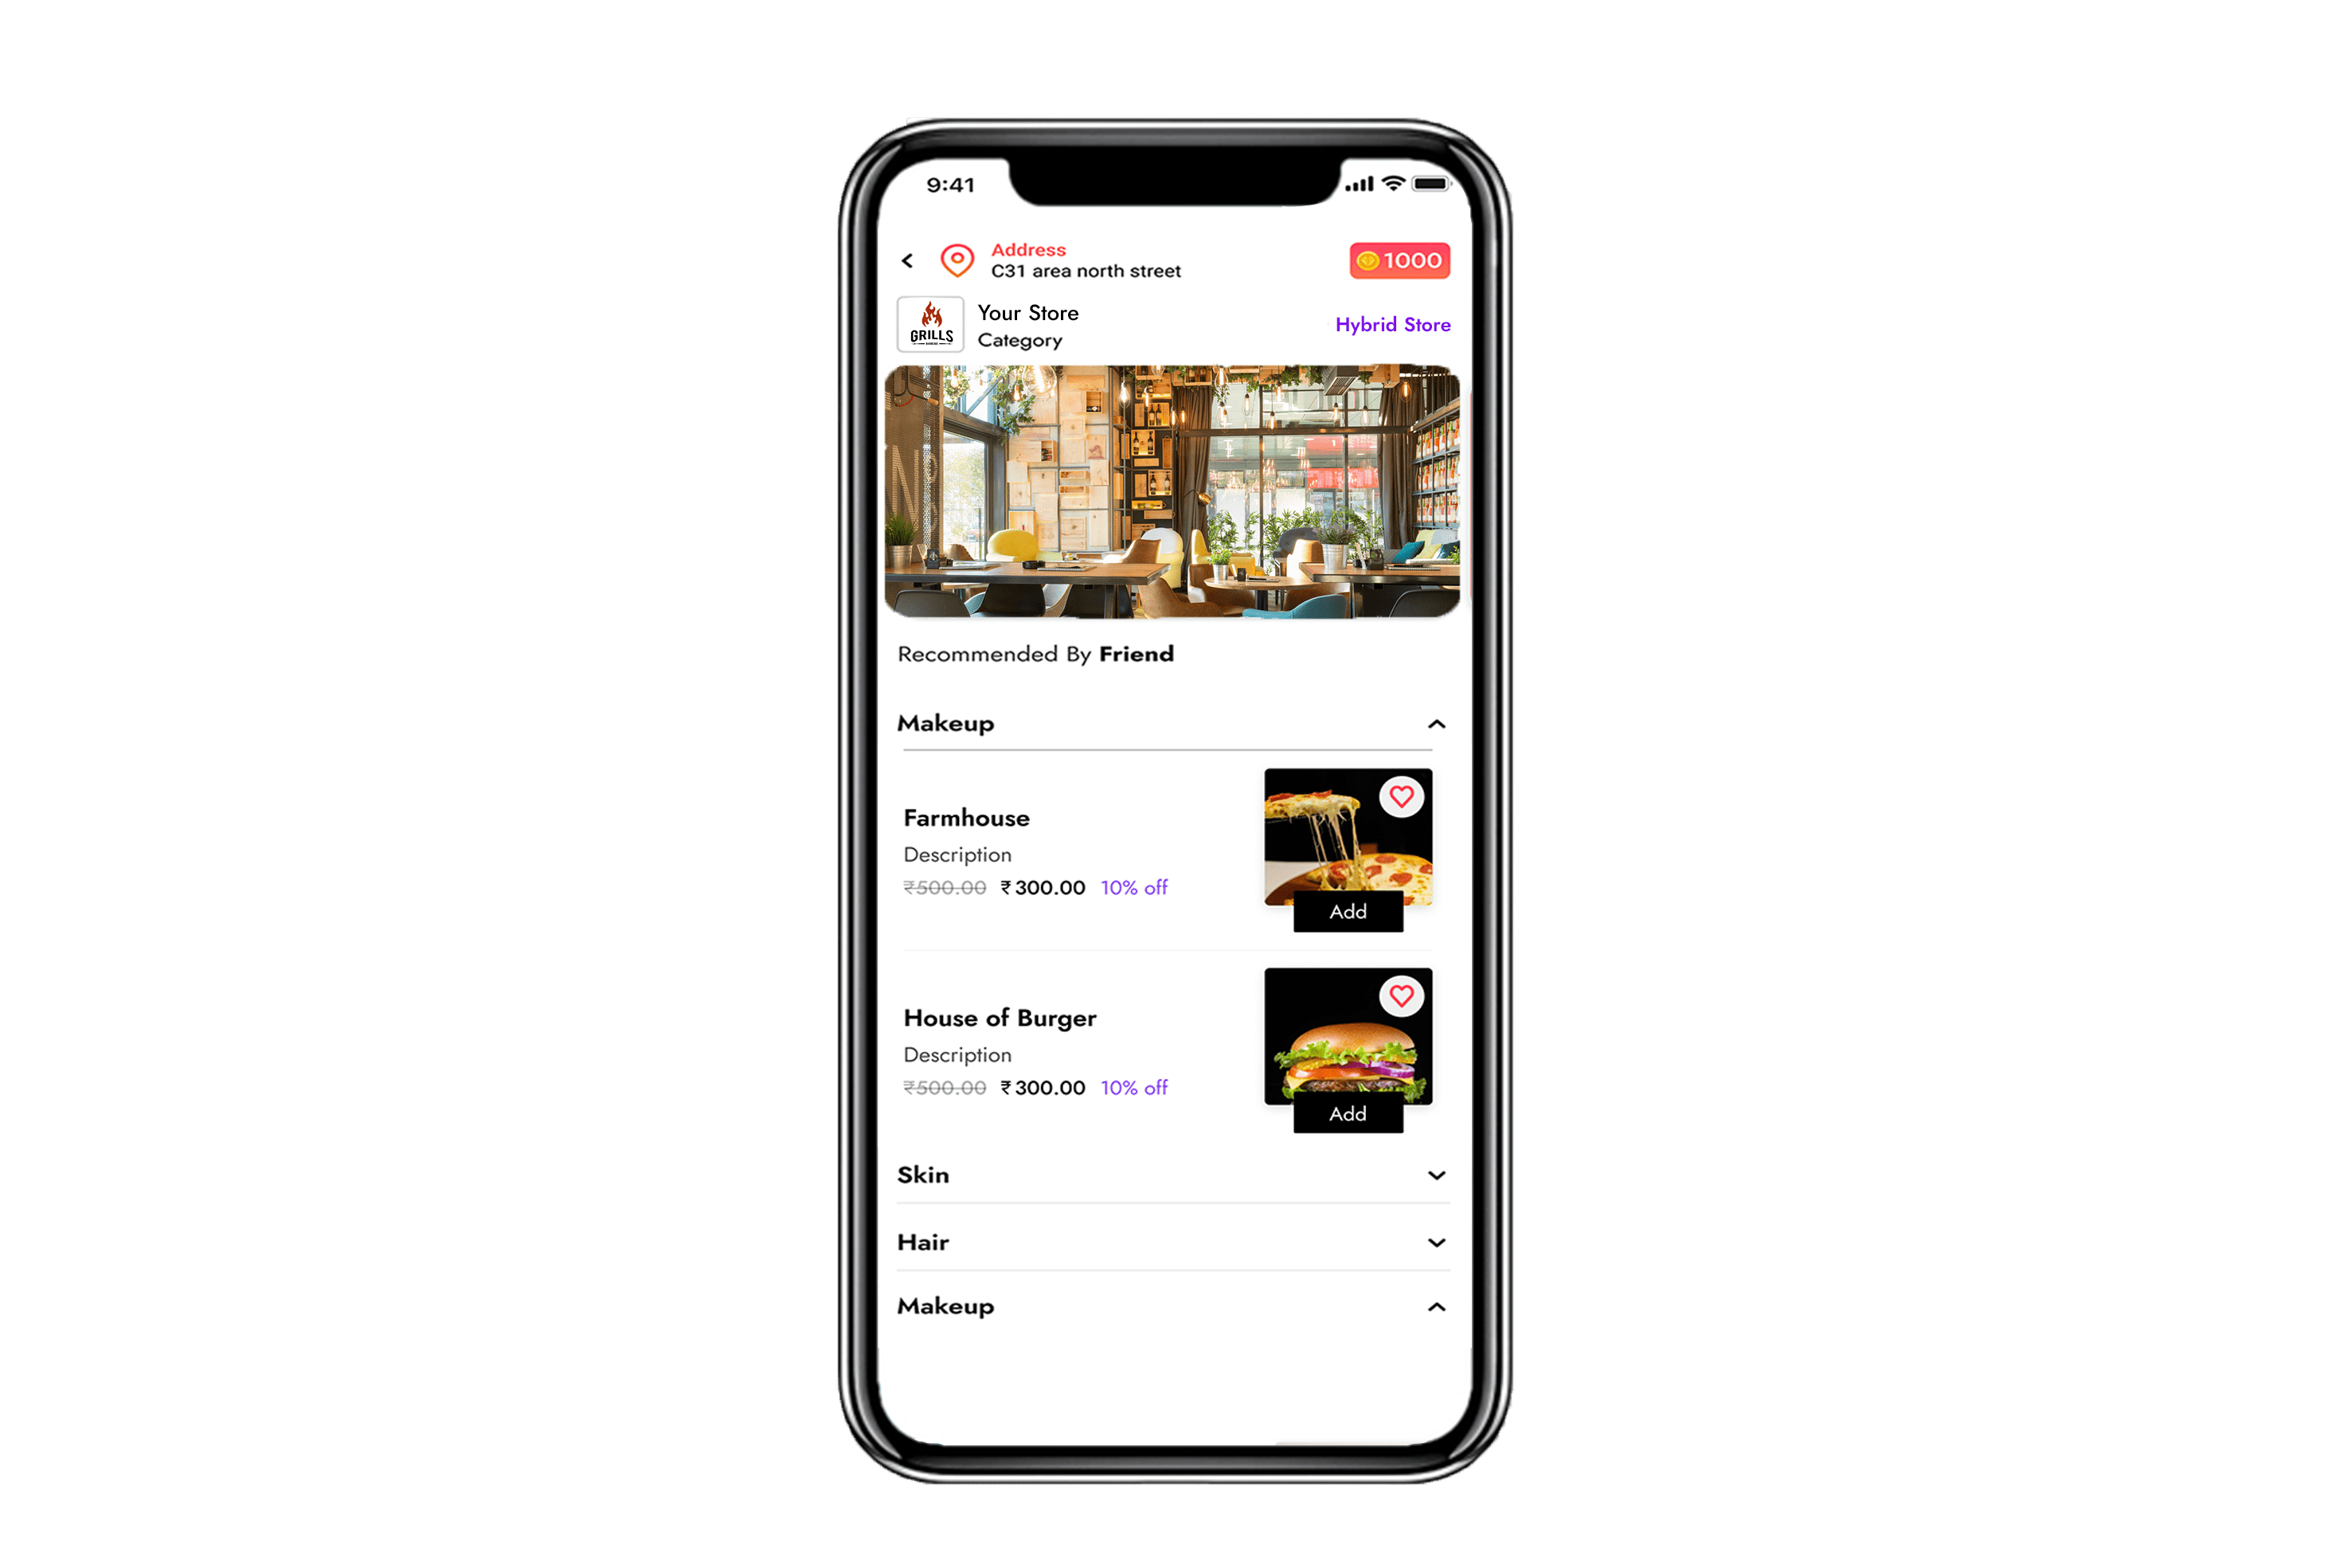 9:41
Address
C31 area north street
1000
GRILLS
Your Store
Category
Hybrid Store
Recommended By Friend
Makeup
Farmhouse
Description
₹500.00 ₹300.00 10% off
Add
House of Burger
Description
₹500.00 ₹300.00 10% off
Add
Skin
Hair
Makeup